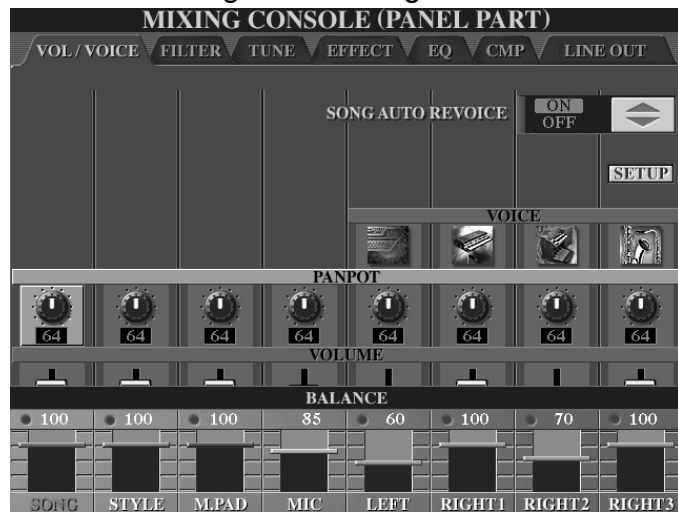 MIXING CONSOLE (PANEL PART)
VOL / VOICE FILTER TUNE EFFECT EQ CMP LINE OUT
SONG AUTO REVOICE ON
OFF
SETUP
VOICE
PANPOT
64 64 64 64 64 64 64 64
VOLUME
BALANCE
100 100 100 85 60 100 70 100
SONG STYLE M.PAD MIC LEFT RIGHT1 RIGHT2 RIGHT3